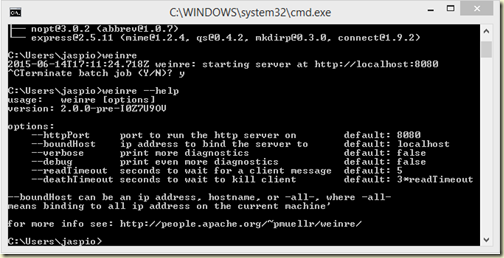 C:\WINDOWS\system32\cmd.exe
├── nopt@3.0.2 (abbrev@1.0.7)
└── express@2.5.11 (mime@1.2.4, qs@0.4.2, mkdirp@0.3.0, connect@1.9.2)
C:\Users\jaspio>weinre
2015-06-14T17:11:24.718Z weinre: starting server at http://localhost:8080
^CTerminate batch job (Y/N)? y
C:\Users\jaspio>weinre --help
usage:   weinre [options]
version: 2.0.0-pre-I0Z7U9OV
options:
--httpPort     port to run the http server on        default: 8080
--boundHost    ip address to bind the server to      default: localhost
--verbose      print more diagnostics                default: false
--debug        print even more diagnostics           default: false
--readTimeout  seconds to wait for a client message  default: 5
--deathTimeout seconds to wait to kill client        default: 3*readTimeout
--boundHost can be an ip address, hostname, or -all-, where -all-
means binding to all ip address on the current machine'
for more info see: http://people.apache.org/~pmuellr/weinre/
C:\Users\jaspio>